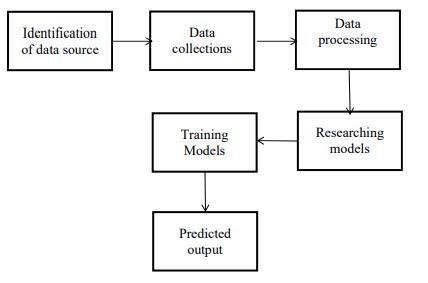 Identification
of data source
Data
collections
Data
processing
Researching
models
Training
Models
Predicted
output